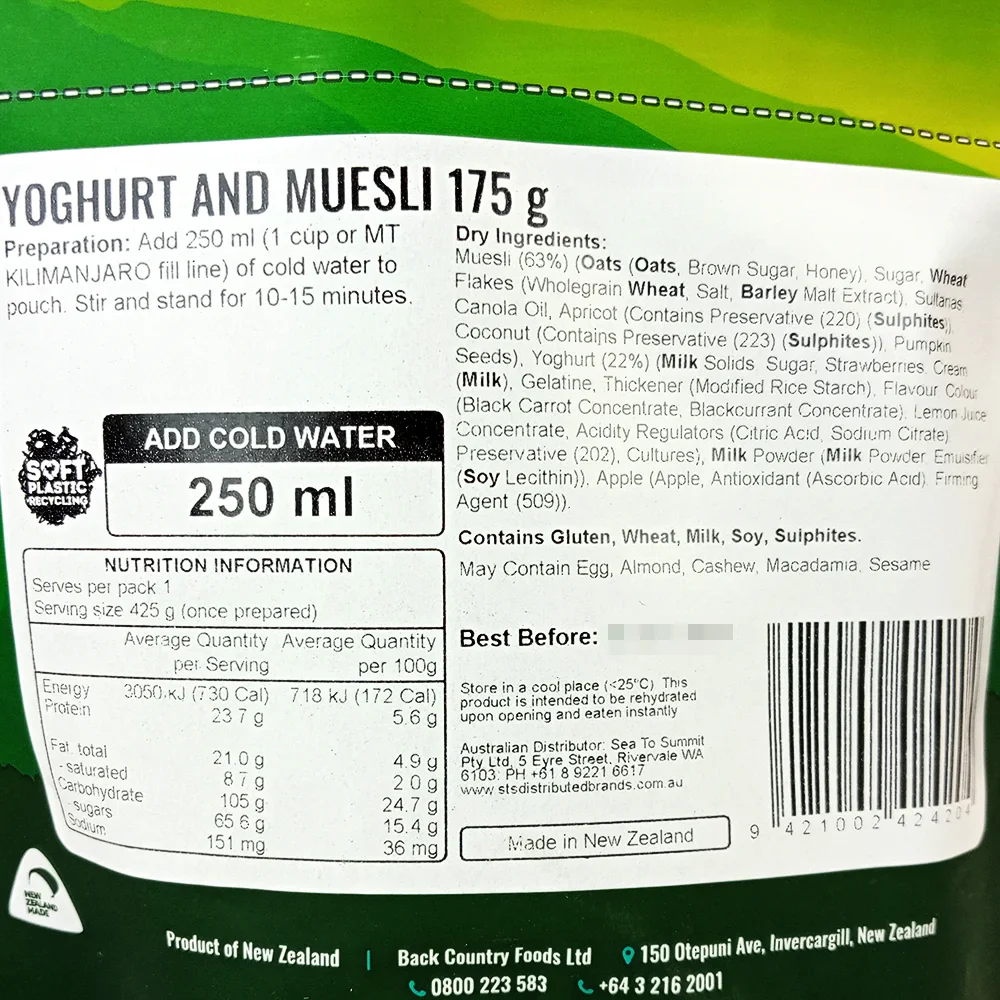 YOGHURT AND MUESLI 175 g
Preparation: Add 250 ml (1 cup or MT
KILIMANJARO fill line) of cold water to
pouch. Stir and stand for 10-15 minutes.
SOFT
PLASTIC
RECYCLING
ADD COLD WATER
250 ml
NUTRITION INFORMATION
Serves per pack 1
Serving size 425 g (once prepared)
Average Quantity per Serving Average Quantity per 100g
Energy 3050 kJ (730 Cal) 718 kJ (172 Cal)
Protein 23.7 g 5.6 g
Fat, total 21.0 g 4.9 g
- saturated 8.7 g 2.0 g
Carbohydrate 105 g 24.7 g
- sugars 65.6 g 15.4 g
Sodium 151 mg 36 mg
Dry Ingredients:
Muesli (63%) (Oats (Oats, Brown Sugar, Honey), Sugar, Wheat
Flakes (Wholegrain Wheat, Salt, Barley Malt Extract), Sultanas
Canola Oil, Apricot (Contains Preservative (220) (Sulphites)),
Coconut (Contains Preservative (223) (Sulphites)), Pumpkin
Seeds), Yoghurt (22%) (Milk Solids, Sugar, Strawberries, Cream
(Milk), Gelatine, Thickener (Modified Rice Starch), Flavour Colour
(Black Carrot Concentrate, Blackcurrant Concentrate), Lemon Juice
Concentrate, Acidity Regulators (Citric Acid, Sodium Citrate)
Preservative (202), Cultures), Milk Powder (Milk Powder, Emulsifier
(Soy Lecithin)), Apple (Apple, Antioxidant (Ascorbic Acid), Firming
Agent (509)).
Contains Gluten, Wheat, Milk, Soy, Sulphites.
May Contain Egg, Almond, Cashew, Macadamia, Sesame
Best Before:
Store in a cool place (<25°C) This
product is intended to be rehydrated
upon opening and eaten instantly
Australian Distributor: Sea To Summit
Pty Ltd, 5 Eyre Street, Rivervale WA
6103. PH +61 8 9221 6617
www.stsdistributedbrands.com.au
Made in New Zealand
9 421002 424204
NEW
ZEALAND
MADE
Product of New Zealand | Back Country Foods Ltd 150 Otepuni Ave, Invercargill, New Zealand
0800 223 583 +64 3 216 2001